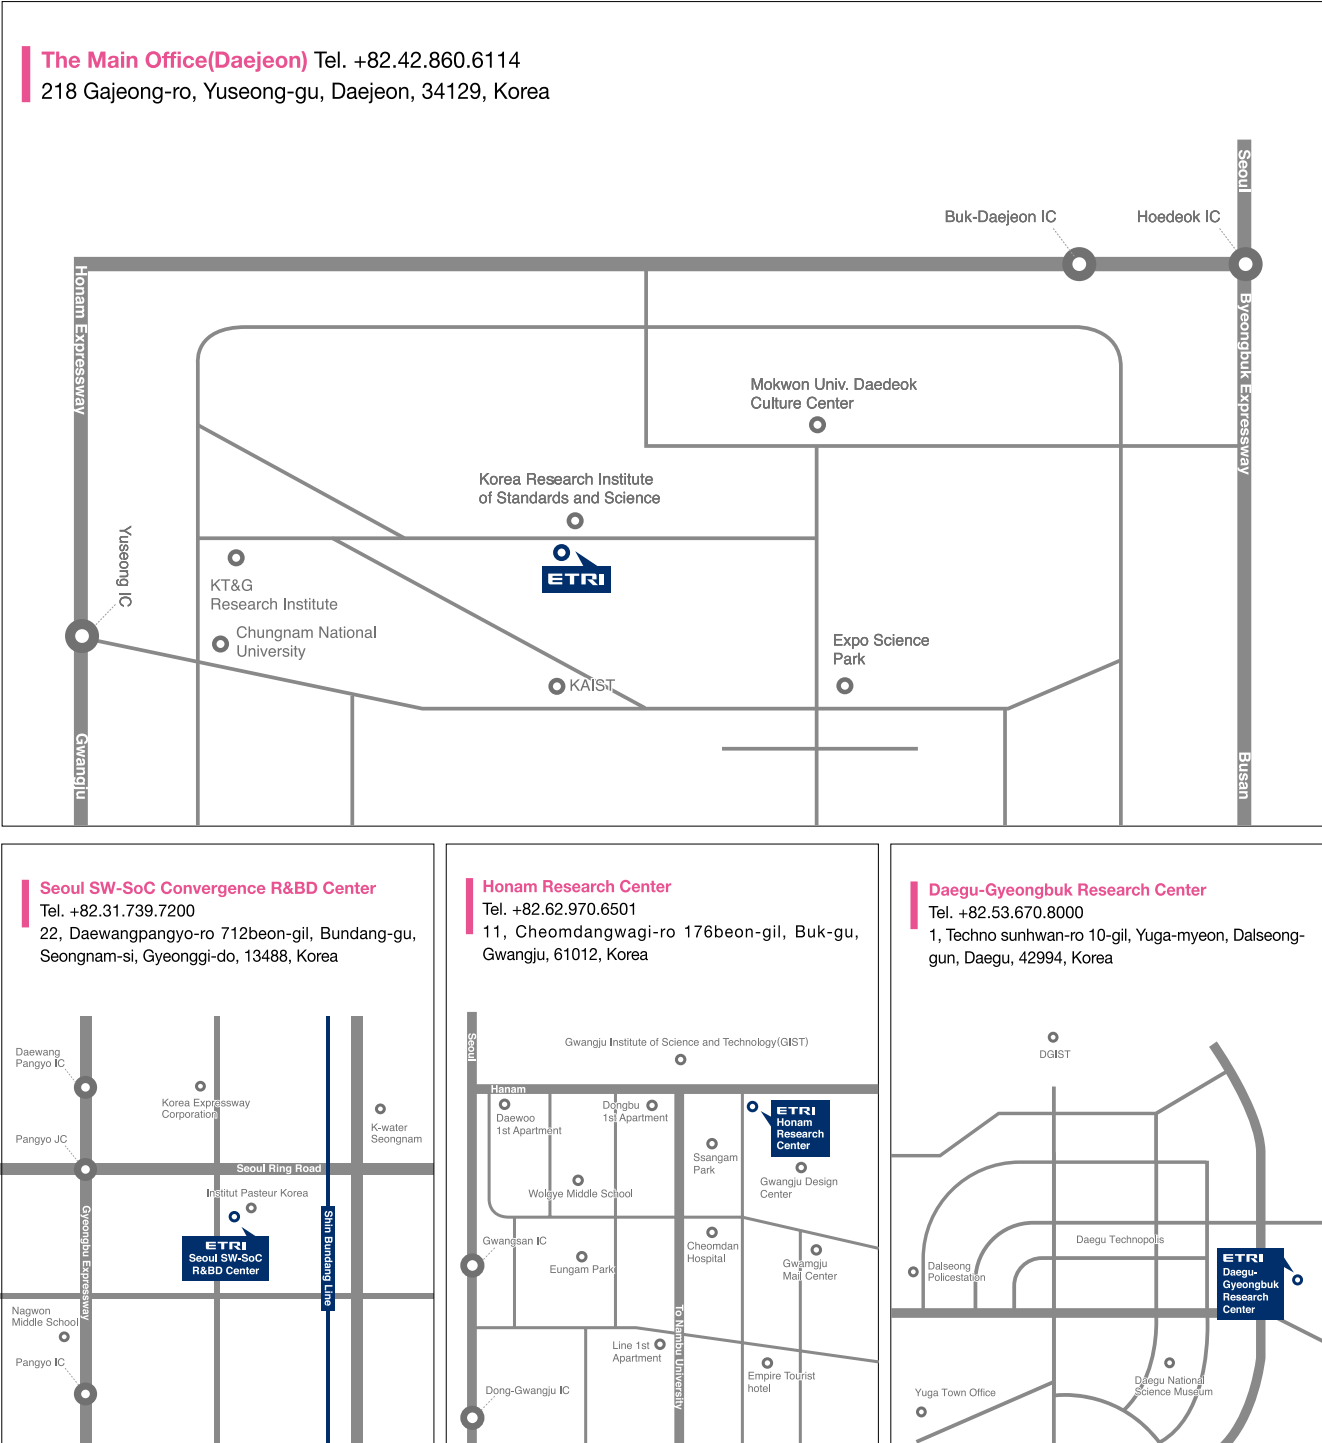 The Main Office(Daejeon) Tel. +82.42.860.6114
218 Gajeong-ro, Yuseong-gu, Daejeon, 34129, Korea
Seoul
Buk-Daejeon IC
Hoedeok IC
Honam Expressway
Byeongbuk Expressway
Mokwon Univ. Daedeok
Culture Center
Korea Research Institute
of Standards and Science
Yuseong IC
ETRI
KT&G
Research Institute
Chungnam National
University
Expo Science
Park
KAIST
Gwangju
Busan
Seoul SW-SoC Convergence R&BD Center
Tel. +82.31.739.7200
22, Daewangpangyo-ro 712beon-gil, Bundang-gu,
Seongnam-si, Gyeonggi-do, 13488, Korea
Daewang
Pangyo IC
Korea Expressway
Corporation
K-water
Seongnam
Pangyo JC
Seoul Ring Road
Institut Pasteur Korea
Gyeongbu Expressway
Shin Bundang Line
ETRI
Seoul SW-SoC
R&BD Center
Nagwon
Middle School
Pangyo IC
Honam Research Center
Tel. +82.62.970.6501
11, Cheomdangwagi-ro 176beon-gil, Buk-gu,
Gwangju, 61012, Korea
Seoul
Gwangju Institute of Science and Technology(GIST)
Hanam
Daewoo
1st Apartment
Dongbu
1st Apartment
ETRI
Honam
Research
Center
Ssangam
Park
Gwangju Design
Center
Wolgye Middle School
Gwangsan IC
Eungam Park
Cheomdan
Hospital
Gwamgju
Mail Center
To Nambu University
Line 1st
Apartment
Empire Tourist
hotel
Dong-Gwangju IC
Daegu-Gyeongbuk Research Center
Tel. +82.53.670.8000
1, Techno sunhwan-ro 10-gil, Yuga-myeon, Dalseong-
gun, Daegu, 42994, Korea
DGIST
Daegu Technopolis
Dalseong
Policestation
ETRI
Daegu-
Gyeongbuk
Research
Center
Daegu National
Science Museum
Yuga Town Office